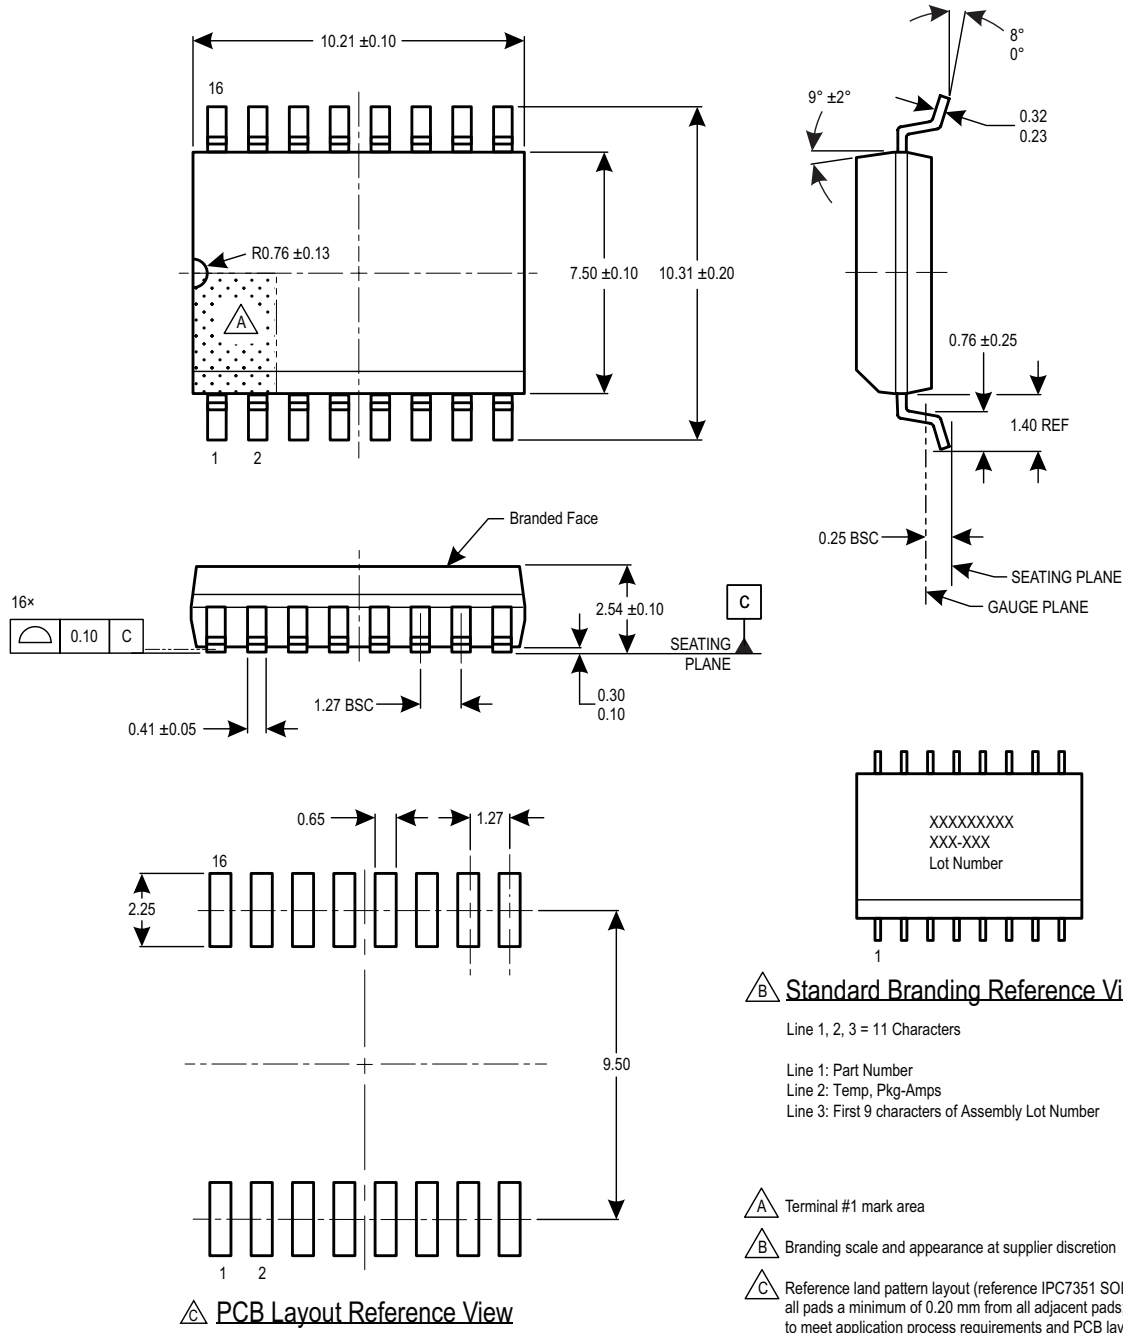 10.21 ±0.10
16
R0.76 ±0.13
A
7.50 ±0.10
10.31 ±0.20
1 2
8°
0°
9° ±2°
0.32
0.23
0.76 ±0.25
1.40 REF
0.25 BSC
SEATING PLANE
GAUGE PLANE
Branded Face
16×
0.10 C
2.54 ±0.10
C
SEATING
PLANE
0.30
0.10
1.27 BSC
0.41 ±0.05
0.65
1.27
16
2.25
9.50
1 2
C PCB Layout Reference View
XXXXXXXXX
XXX-XXX
Lot Number
1
B Standard Branding Reference
Line 1, 2, 3 = 11 Characters
Line 1: Part Number
Line 2: Temp, Pkg-Amps
Line 3: First 9 characters of Assembly Lot Number
A Terminal #1 mark area
B Branding scale and appearance at supplier discretion
C Reference land pattern layout (reference IPC7351
all pads a minimum of 0.20 mm from all adjacent pads;
to meet application process requirements and PCB